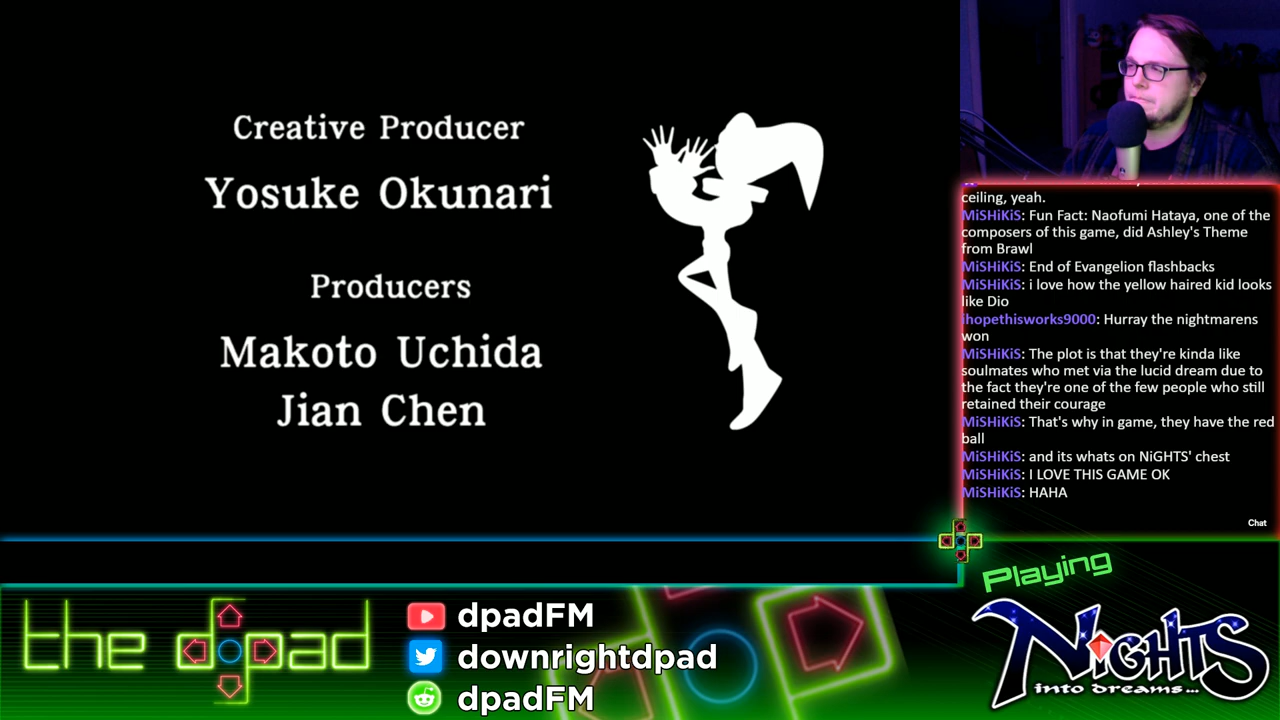 Creative Producer
Yosuke Okunari
Producers
Makoto Uchida
Jian Chen
ceiling, yeah.
MiSHiKiS: Fun Fact: Naofumi Hataya, one of the
composers of this game, did Ashley's Theme
from Brawl
MiSHiKiS: End of Evangelion flashbacks
MiSHiKiS: i love how the yellow haired kid looks
like Dio
ihopethisworks9000: Hurray the nightmarens
won
MiSHiKiS: The plot is that they're kinda like
soulmates who met via the lucid dream due to
the fact they're one of the few people who still
retained their courage
MiSHiKiS: That's why in game, they have the red
ball
MiSHiKiS: and its whats on NiGHTS' chest
MiSHiKiS: I LOVE THIS GAME OK
MiSHiKiS: HAHA
Chat
the dpad
dpadFM
downrightdpad
dpadFM
Playing
NiGHTS
into dreams...